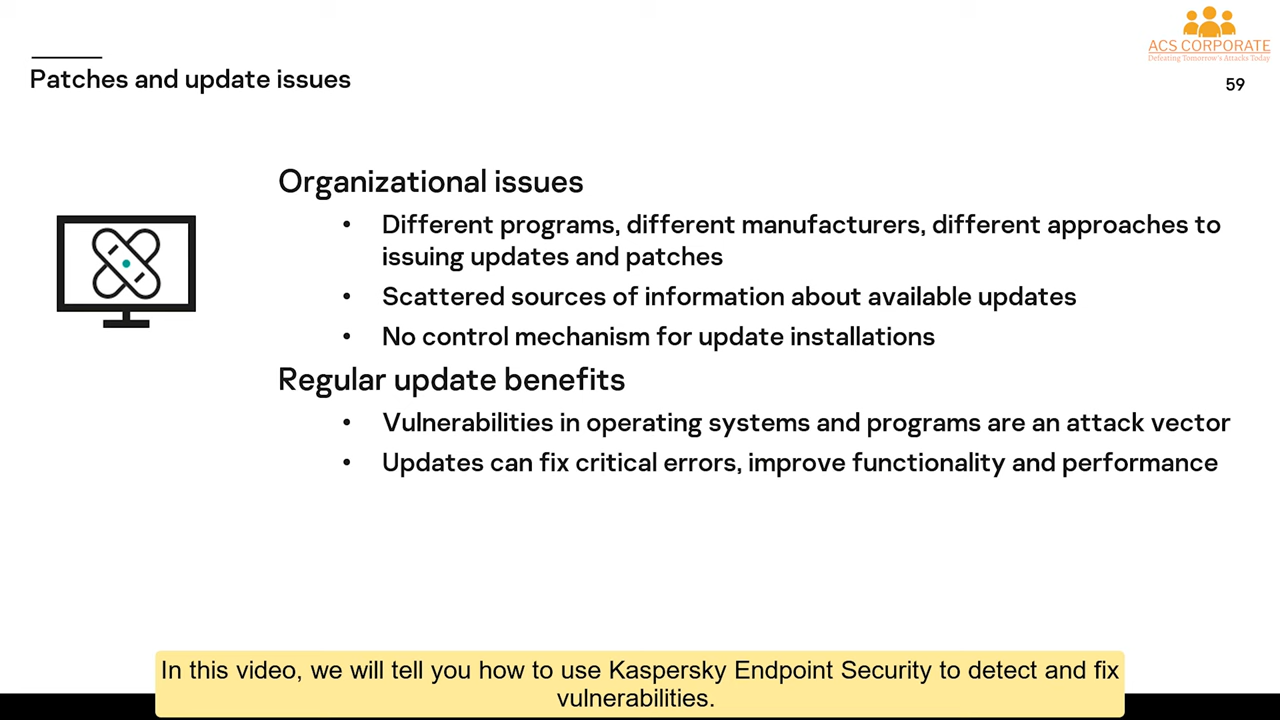 ACS CORPORATE
Defeating Tomorrow's Attacks Today
Patches and update issues
59
Organizational issues
• Different programs, different manufacturers, different approaches to
issuing updates and patches
• Scattered sources of information about available updates
• No control mechanism for update installations
Regular update benefits
• Vulnerabilities in operating systems and programs are an attack vector
• Updates can fix critical errors, improve functionality and performance
In this video, we will tell you how to use Kaspersky Endpoint Security to detect and fix
vulnerabilities.